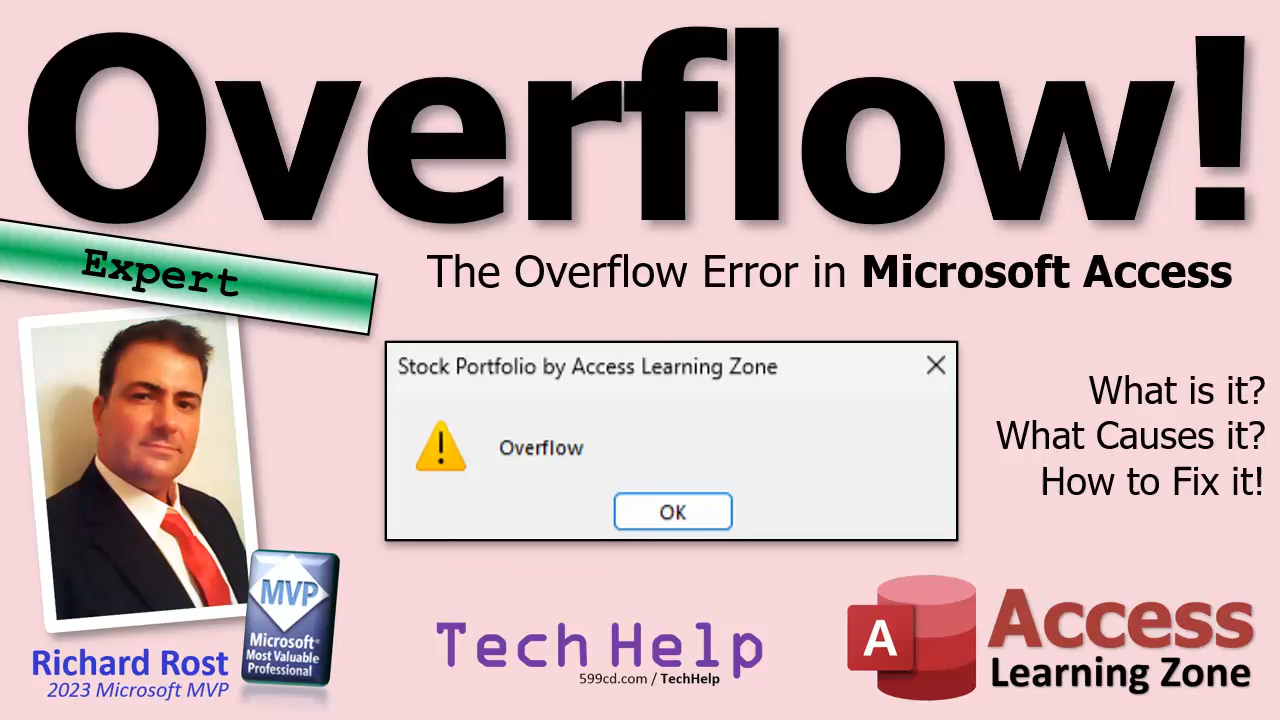 Overflow!
Expert
The Overflow Error in Microsoft Access
Stock Portfolio by Access Learning Zone
Overflow
OK
What is it?
What Causes it?
How to Fix it!
MVP
Microsoft®
Most Valuable
Professional
Richard Rost
2023 Microsoft MVP
TechHelp
599cd.com / TechHelp
A
Access
Learning Zone